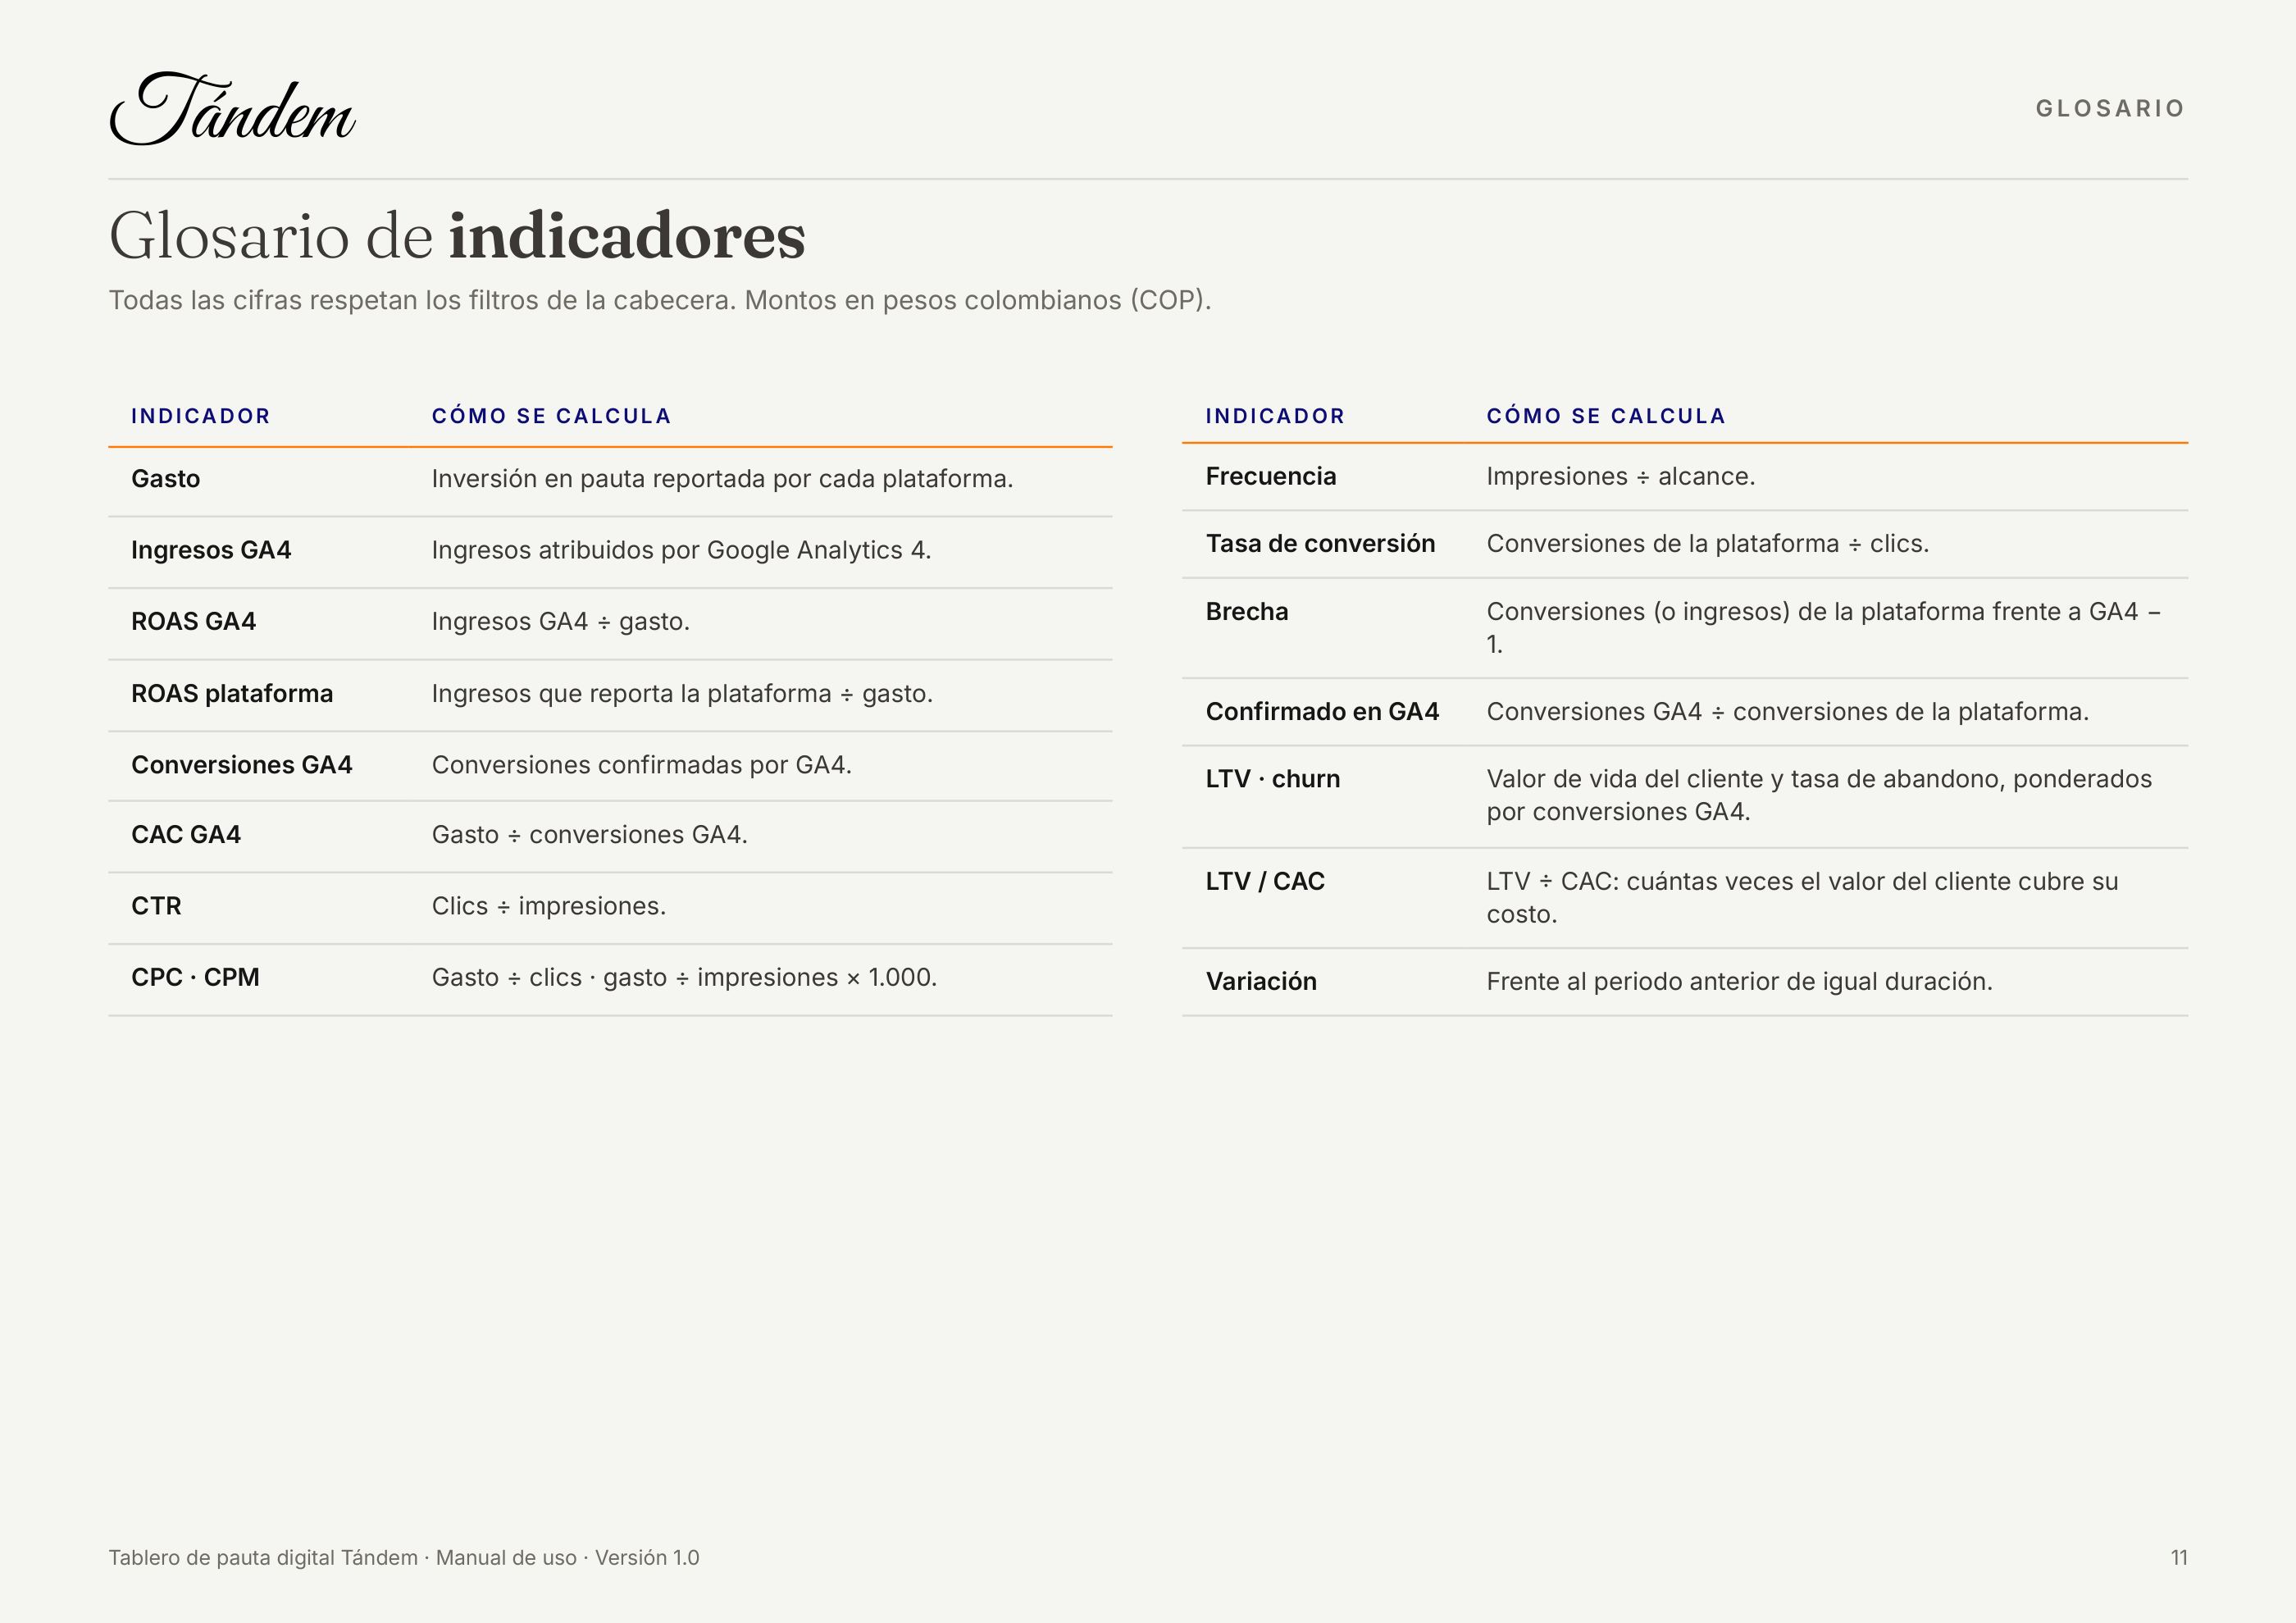 Tándem
GLOSARIO
Glosario de indicadores
Todas las cifras respetan los filtros de la cabecera. Montos en pesos colombianos (COP).
INDICADOR CÓMO SE CALCULA
Gasto Inversión en pauta reportada por cada plataforma.
Ingresos GA4 Ingresos atribuidos por Google Analytics 4.
ROAS GA4 Ingresos GA4 ÷ gasto.
ROAS plataforma Ingresos que reporta la plataforma ÷ gasto.
Conversiones GA4 Conversiones confirmadas por GA4.
CAC GA4 Gasto ÷ conversiones GA4.
CTR Clics ÷ impresiones.
CPC · CPM Gasto ÷ clics · gasto ÷ impresiones × 1.000.
INDICADOR CÓMO SE CALCULA
Frecuencia Impresiones ÷ alcance.
Tasa de conversión Conversiones de la plataforma ÷ clics.
Brecha Conversiones (o ingresos) de la plataforma frente a GA4 −
1.
Confirmado en GA4 Conversiones GA4 ÷ conversiones de la plataforma.
LTV · churn Valor de vida del cliente y tasa de abandono, ponderados
por conversiones GA4.
LTV / CAC LTV ÷ CAC: cuántas veces el valor del cliente cubre su
costo.
Variación Frente al periodo anterior de igual duración.
Tablero de pauta digital Tándem · Manual de uso · Versión 1.0
11